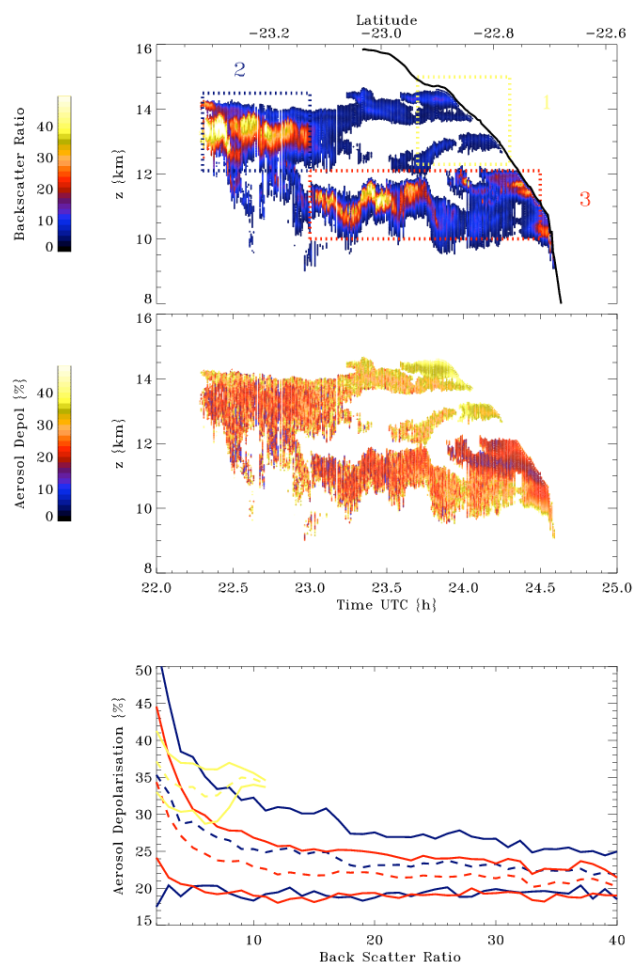 Latitude
−23.2 −23.0 −22.8 −22.6
16
14
12
10
8
z {km}
Backscatter Ratio
40
30
20
10
0
2
1
3
16
14
12
10
8
z {km}
Aerosol Depol {%}
40
30
20
10
0
22.0 22.5 23.0 23.5 24.0 24.5 25.0
Time UTC {h}
50
45
40
35
30
25
20
15
Aerosol Depolarisation {%}
10 20 30 40
Back Scatter Ratio